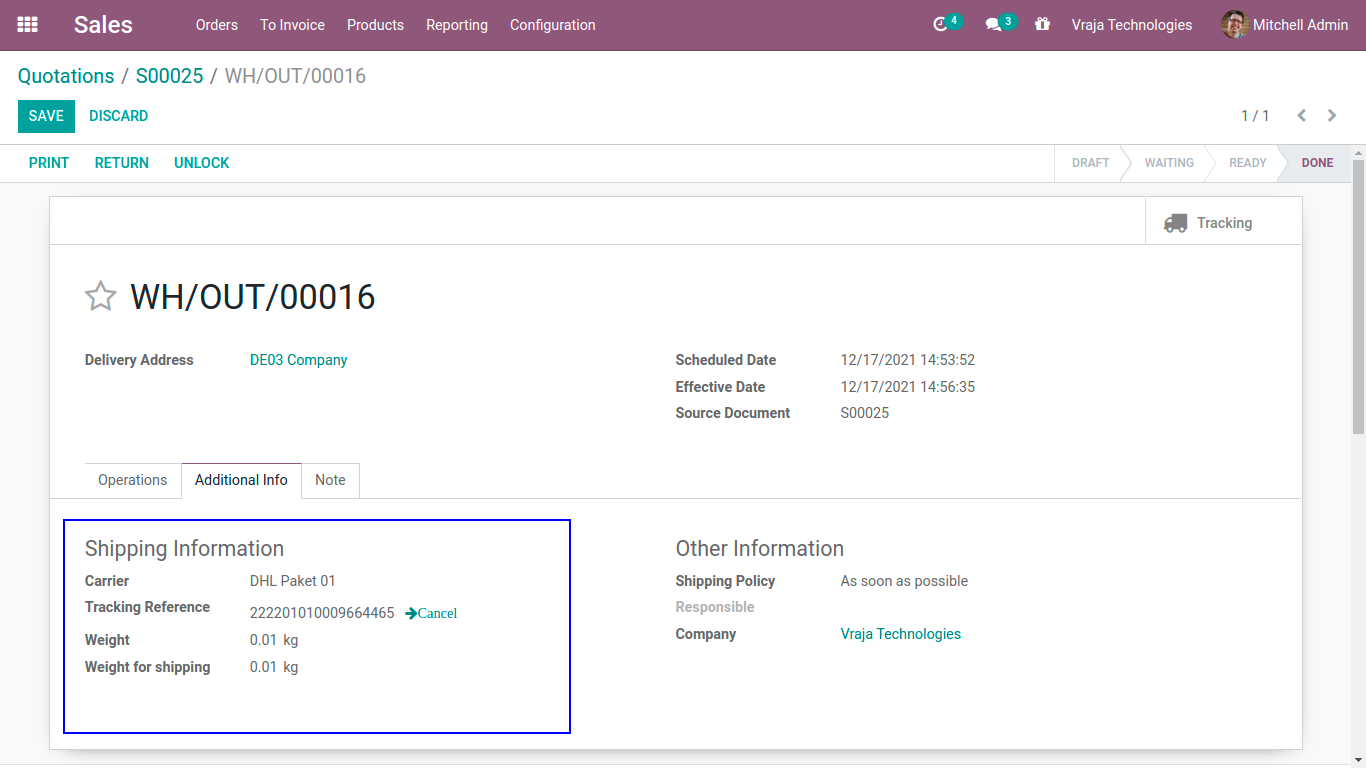 Sales Orders To Invoice Products Reporting Configuration 4 3 Vraja Technologies Mitchell Admin
Quotations / S00025 / WH/OUT/00016
SAVE DISCARD 1 / 1
PRINT RETURN UNLOCK DRAFT WAITING READY DONE
Tracking
WH/OUT/00016
Delivery Address DE03 Company
Scheduled Date 12/17/2021 14:53:52
Effective Date 12/17/2021 14:56:35
Source Document S00025
Operations Additional Info Note
Shipping Information
Carrier DHL Paket 01
Tracking Reference 222201010009664465 Cancel
Weight 0.01 kg
Weight for shipping 0.01 kg
Other Information
Shipping Policy As soon as possible
Responsible
Company Vraja Technologies